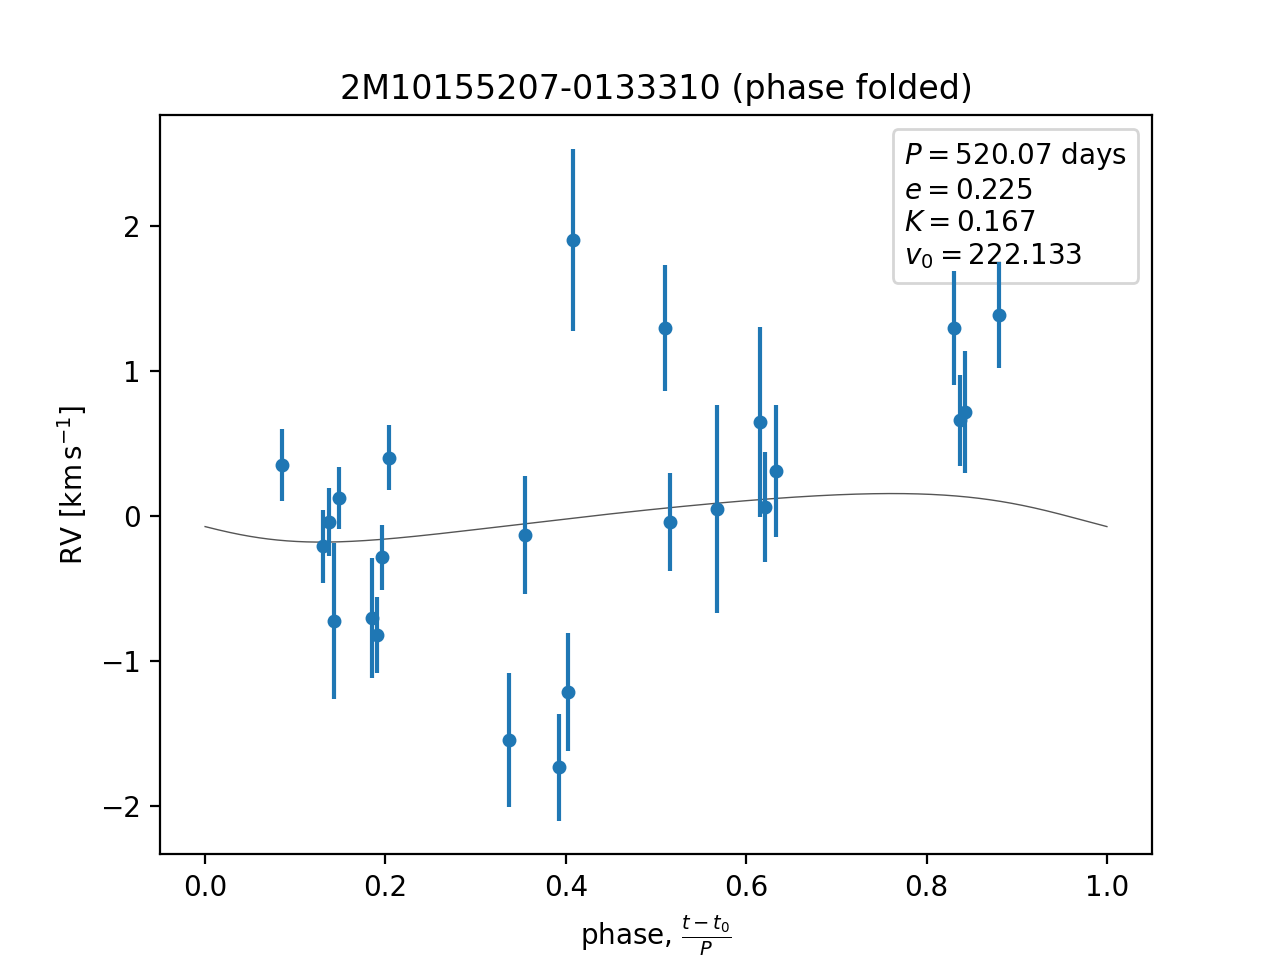 2M10155207-0133310 (phase folded)
P = 520.07 days
e = 0.225
K = 0.167
v₀ = 222.133
2
1
0
−1
−2
RV [km s⁻¹]
0.0 0.2 0.4 0.6 0.8 1.0
phase, (t − t₀)/P